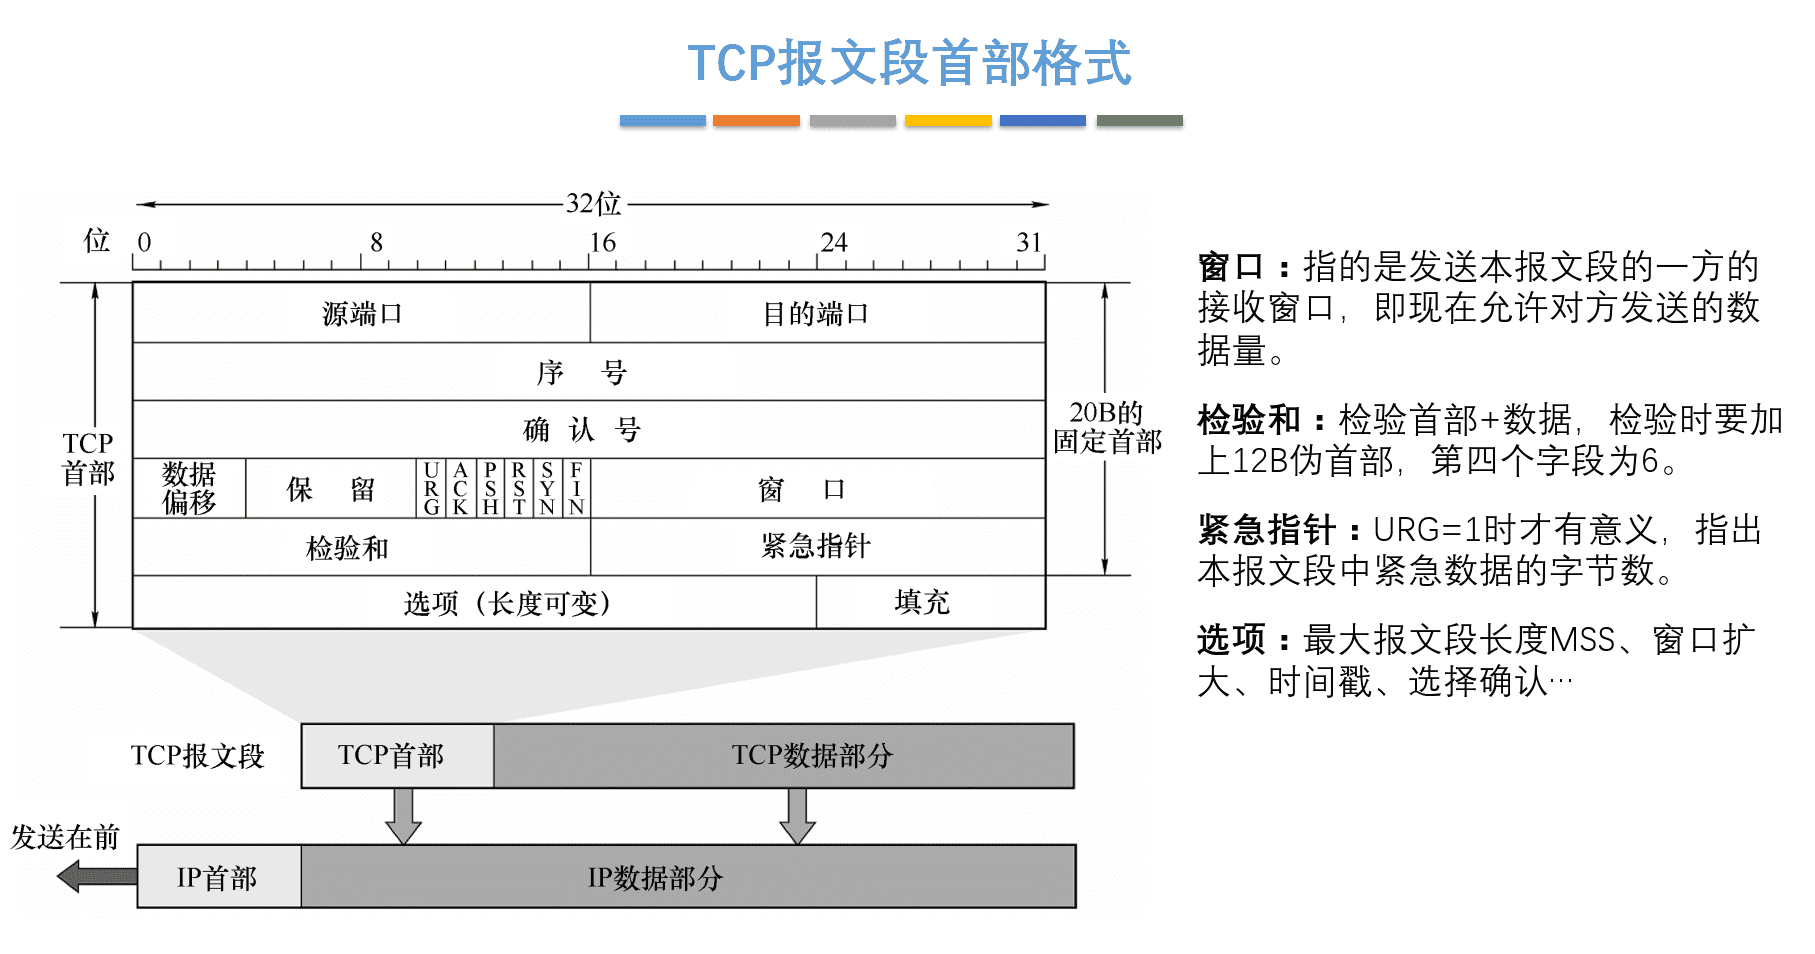 TCP报文段首部格式
32位
位 0 8 16 24 31
源端口 目的端口
序 号
确 认 号
TCP
首部
20B的
固定首部
数据
偏移
保 留
URG ACK PSH RST SYN FIN
窗 口
检验和 紧急指针
选项（长度可变） 填充
TCP报文段 TCP首部 TCP数据部分
发送在前
IP首部 IP数据部分
窗口：指的是发送本报文段的一方的
接收窗口，即现在允许对方发送的数
据量。
检验和：检验首部+数据，检验时要加
上12B伪首部，第四个字段为6。
紧急指针：URG=1时才有意义，指出
本报文段中紧急数据的字节数。
选项：最大报文段长度MSS、窗口扩
大、时间戳、选择确认…